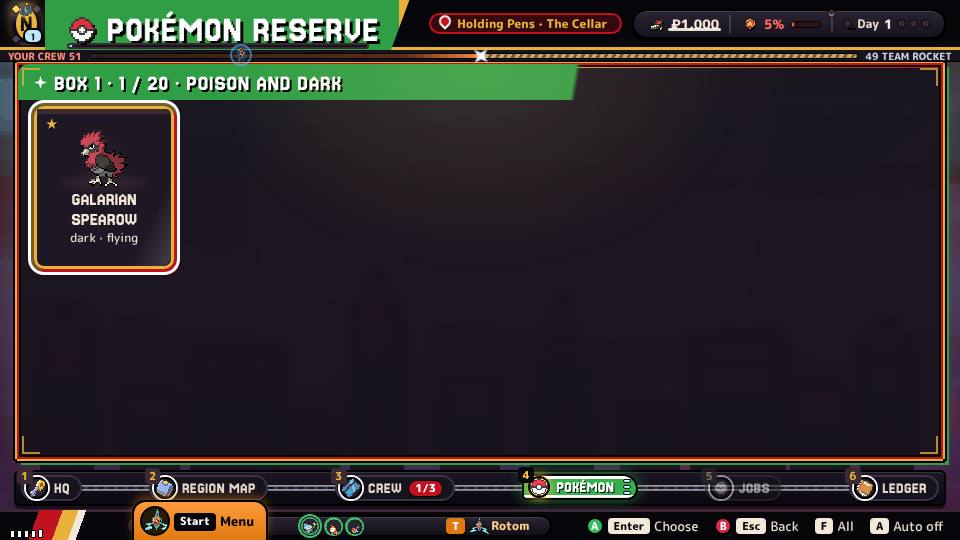 POKÉMON RESERVE
Holding Pens · The Cellar
₽1,000
5%
Day 1
1
YOUR CREW 51
49 TEAM ROCKET
BOX 1 · 1 / 20 · POISON AND DARK
GALARIAN
SPEAROW
dark · flying
1 HQ
2 REGION MAP
3 CREW 1/3
4 POKÉMON
5 JOBS
6 LEDGER
Start Menu
T Rotom
A Enter Choose
B Esc Back
F All
A Auto off